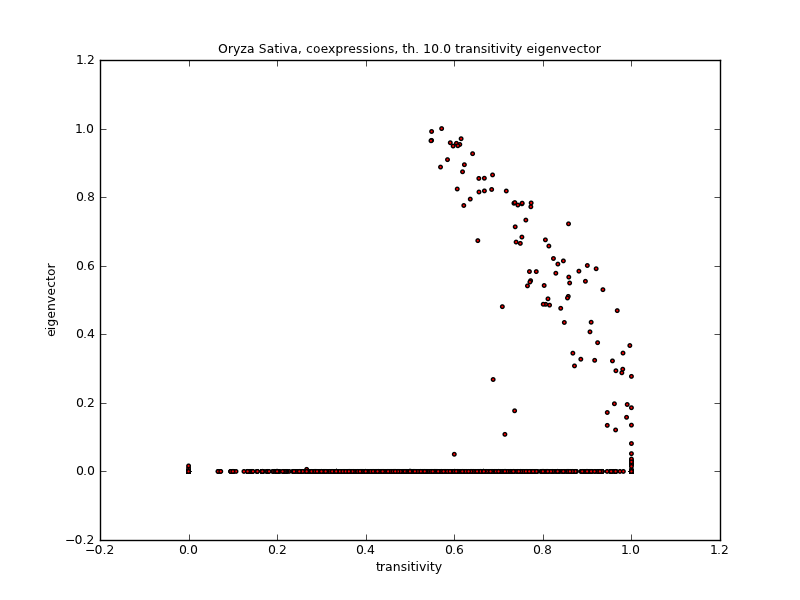 Oryza Sativa, coexpressions, th. 10.0 transitivity eigenvector
1.2
1.0
0.8
0.6
0.4
0.2
0.0
−0.2
eigenvector
−0.2 0.0 0.2 0.4 0.6 0.8 1.0 1.2
transitivity